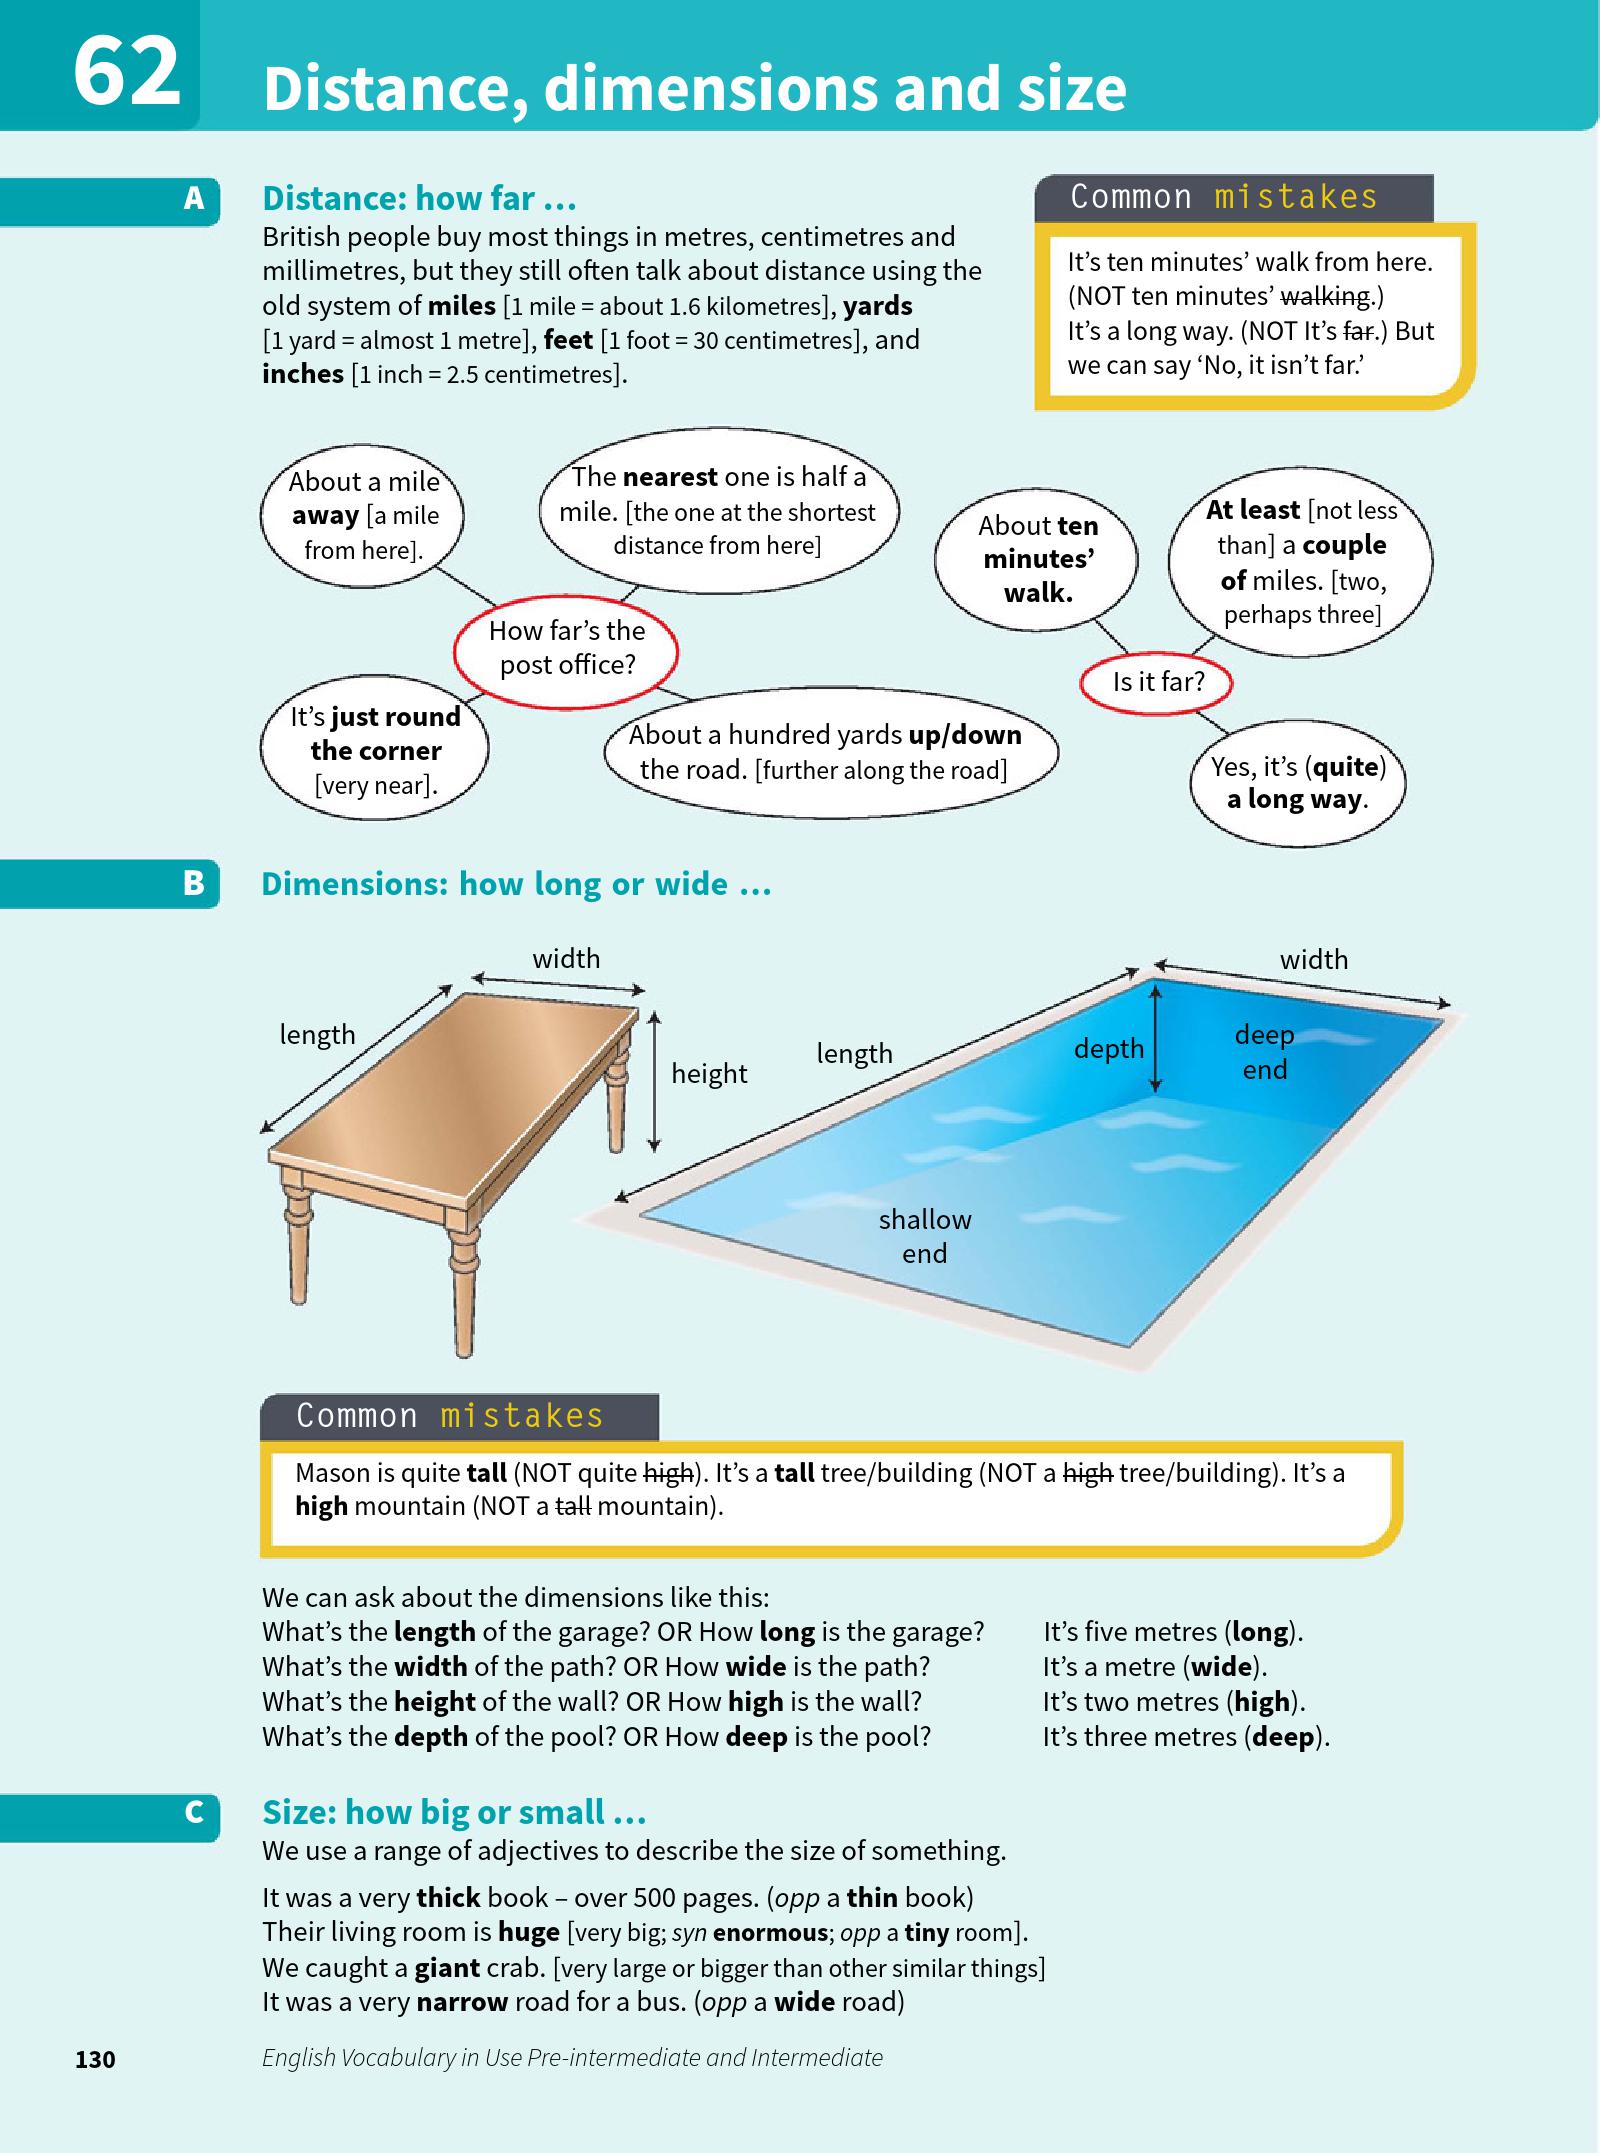 62
Distance, dimensions and size
A
Distance: how far …
British people buy most things in metres, centimetres and
millimetres, but they still often talk about distance using the
old system of miles [1 mile = about 1.6 kilometres], yards
[1 yard = almost 1 metre], feet [1 foot = 30 centimetres], and
inches [1 inch = 2.5 centimetres].
Common mistakes
It’s ten minutes’ walk from here.
(NOT ten minutes’ walking.)
It’s a long way. (NOT It’s far.) But
we can say ‘No, it isn’t far.’
About a mile
away [a mile
from here].
The nearest one is half a
mile. [the one at the shortest
distance from here]
How far’s the
post office?
It’s just round
the corner
[very near].
About a hundred yards up/down
the road. [further along the road]
About ten
minutes’
walk.
At least [not less
than] a couple
of miles. [two,
perhaps three]
Is it far?
Yes, it’s (quite)
a long way.
B
Dimensions: how long or wide …
width
length
height
width
length
depth
deep
end
shallow
end
Common mistakes
Mason is quite tall (NOT quite high). It’s a tall tree/building (NOT a high tree/building). It’s a
high mountain (NOT a tall mountain).
We can ask about the dimensions like this:
What’s the length of the garage? OR How long is the garage? It’s five metres (long).
What’s the width of the path? OR How wide is the path? It’s a metre (wide).
What’s the height of the wall? OR How high is the wall? It’s two metres (high).
What’s the depth of the pool? OR How deep is the pool? It’s three metres (deep).
C
Size: how big or small …
We use a range of adjectives to describe the size of something.
It was a very thick book – over 500 pages. (opp a thin book)
Their living room is huge [very big; syn enormous; opp a tiny room].
We caught a giant crab. [very large or bigger than other similar things]
It was a very narrow road for a bus. (opp a wide road)
130
English Vocabulary in Use Pre-intermediate and Intermediate